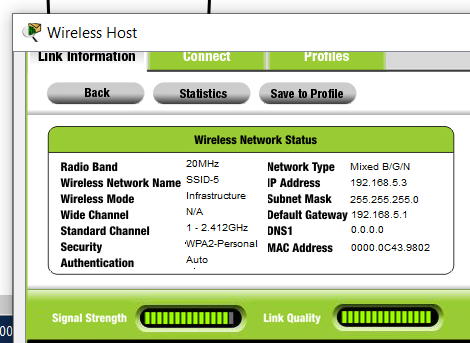 Wireless Host
Link Information Connect Profiles
Back Statistics Save to Profile
Wireless Network Status
Radio Band 20MHz Network Type Mixed B/G/N
Wireless Network Name SSID-5 IP Address 192.168.5.3
Wireless Mode Infrastructure Subnet Mask 255.255.255.0
Wide Channel N/A Default Gateway 192.168.5.1
Standard Channel 1 - 2.412GHz DNS1 0.0.0.0
Security WPA2-Personal MAC Address 0000.0C43.9802
Authentication Auto
Signal Strength Link Quality
00